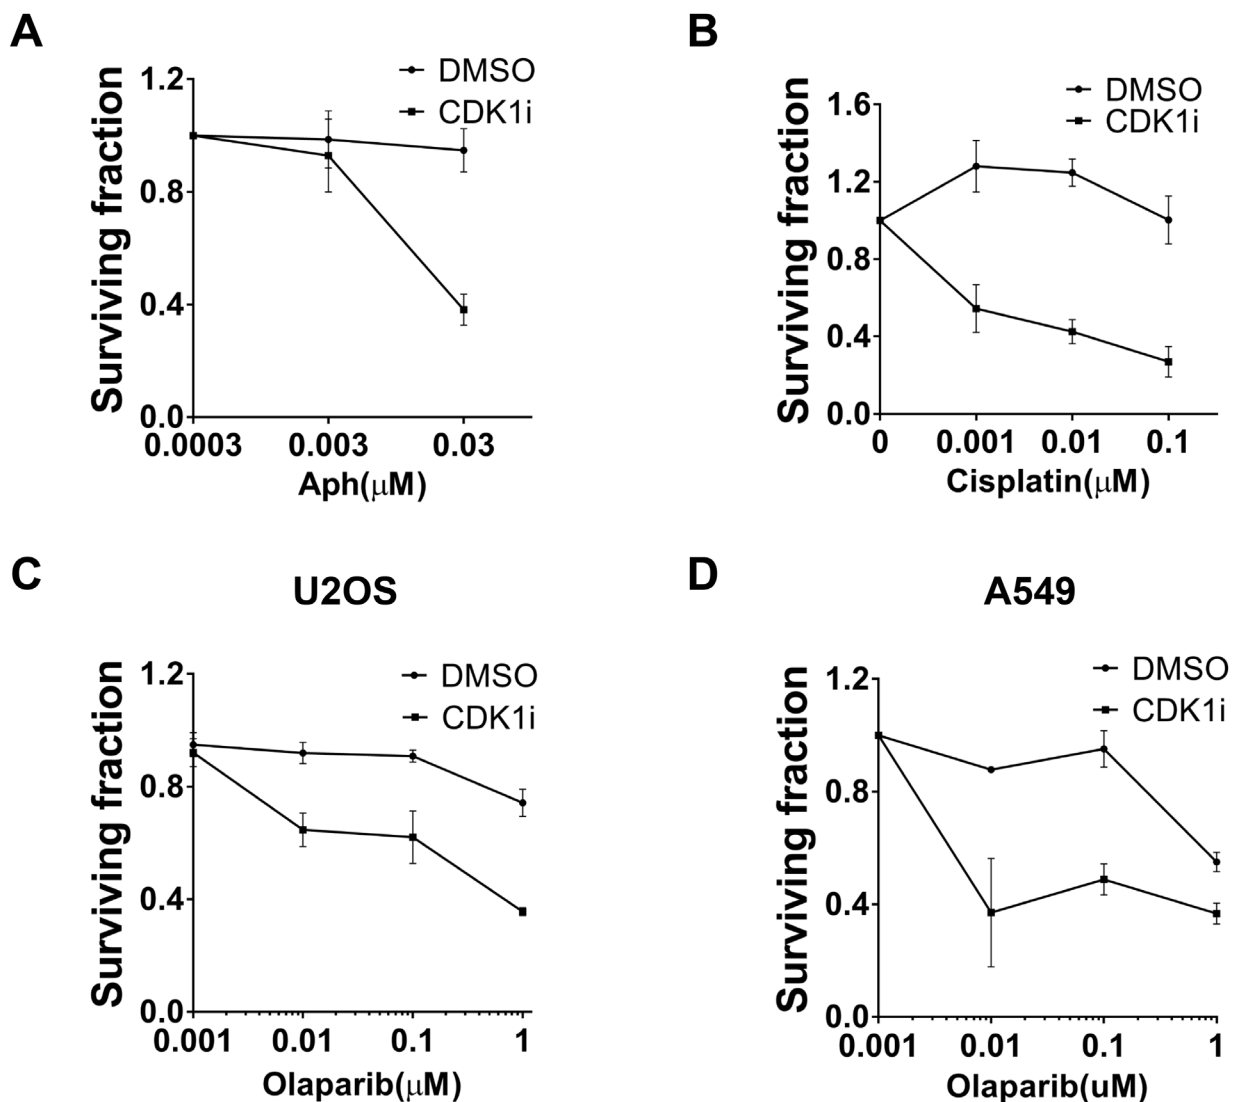 A
DMSO
CDK1i
Surviving fraction
1.2
0.8
0.4
0.0
0.0003 0.003 0.03
Aph(μM)
B
DMSO
CDK1i
Surviving fraction
1.6
1.2
0.8
0.4
0.0
0 0.001 0.01 0.1
Cisplatin(μM)
C
U2OS
DMSO
CDK1i
Surviving fraction
1.2
0.8
0.4
0.0
0.001 0.01 0.1 1
Olaparib(μM)
D
A549
DMSO
CDK1i
Surviving fraction
1.2
0.8
0.4
0.0
0.001 0.01 0.1 1
Olaparib(uM)